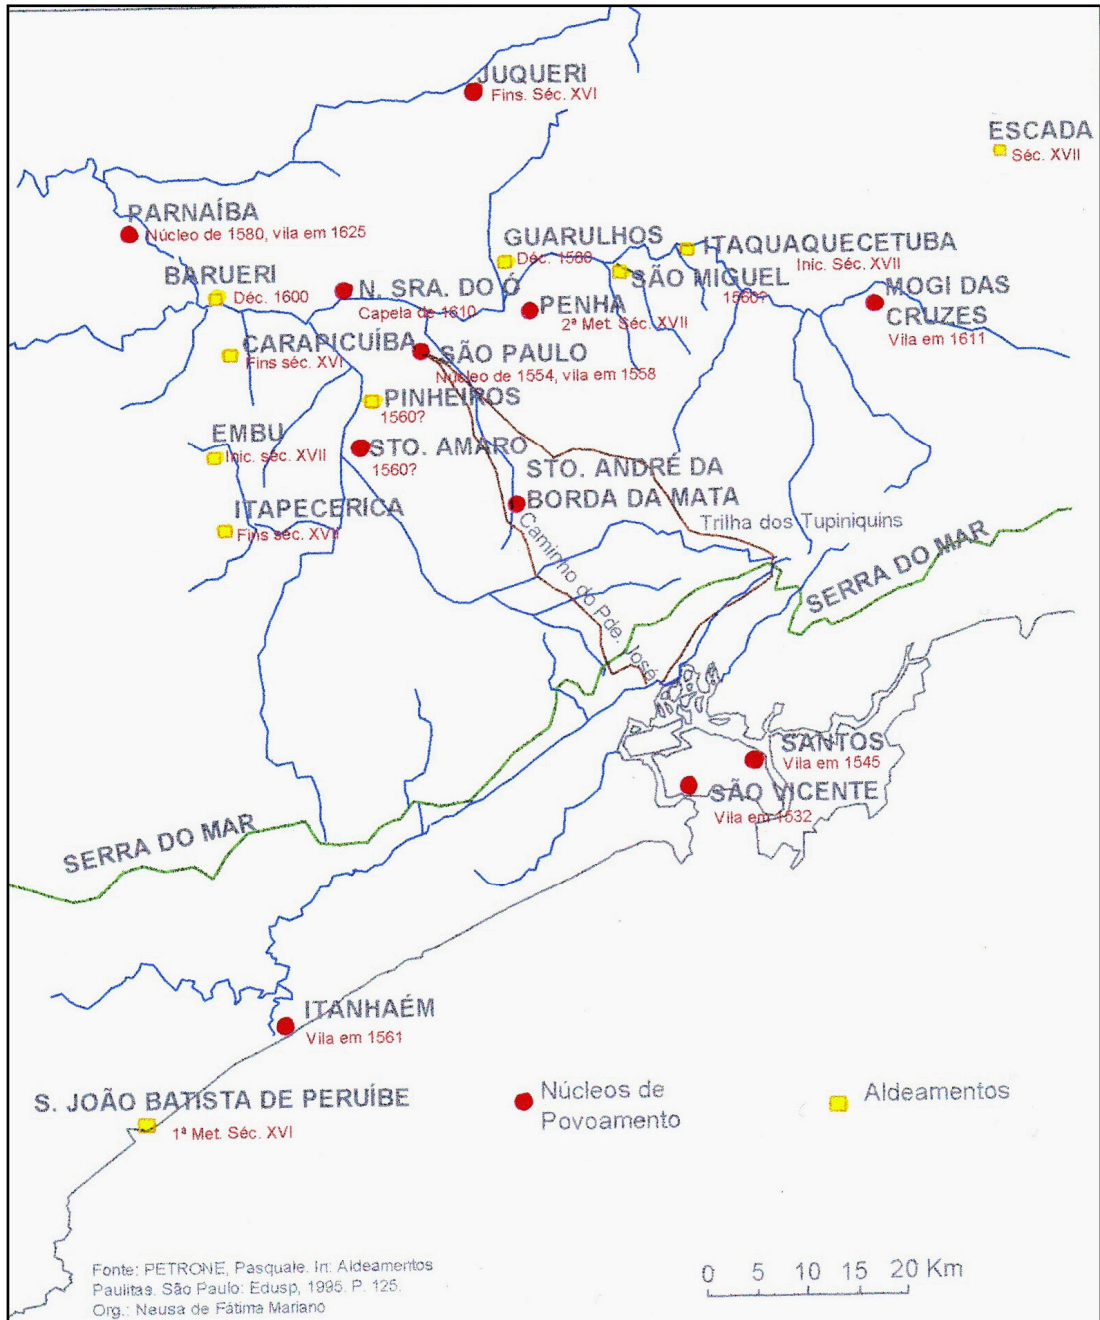 JUQUERI
Fins. Séc. XVI
ESCADA
Séc. XVII
PARNAÍBA
Núcleo de 1580, vila em 1625
GUARULHOS
Déc. 1580
ITAQUAQUECETUBA
Inic. Séc. XVII
BARUERI
Déc. 1600
N. SRA. DO Ó
Capela de 1610
SÃO MIGUEL
1560?
MOGI DAS
CRUZES
Vila em 1611
PENHA
2ª Met. Séc. XVII
CARAPICUÍBA
Fins séc. XVI
SÃO PAULO
Núcleo de 1554, vila em 1558
PINHEIROS
1560?
EMBU
Inic. séc. XVII
STO. AMARO
1560?
STO. ANDRÉ DA
BORDA DA MATA
ITAPECERICA
Fins séc. XVII
Trilha dos Tupiniquins
Caminho do Pde. José
SERRA DO MAR
SANTOS
Vila em 1545
SÃO VICENTE
Vila em 1532
SERRA DO MAR
ITANHAÉM
Vila em 1561
S. JOÃO BATISTA DE PERUÍBE
1ª Met. Séc. XVI
Núcleos de
Povoamento
Aldeamentos
Fonte: PETRONE, Pasquale. In: Aldeamentos
Paulitas. São Paulo: Edusp, 1995. P. 125.
Org.: Neusa de Fátima Mariano
0 5 10 15 20 Km